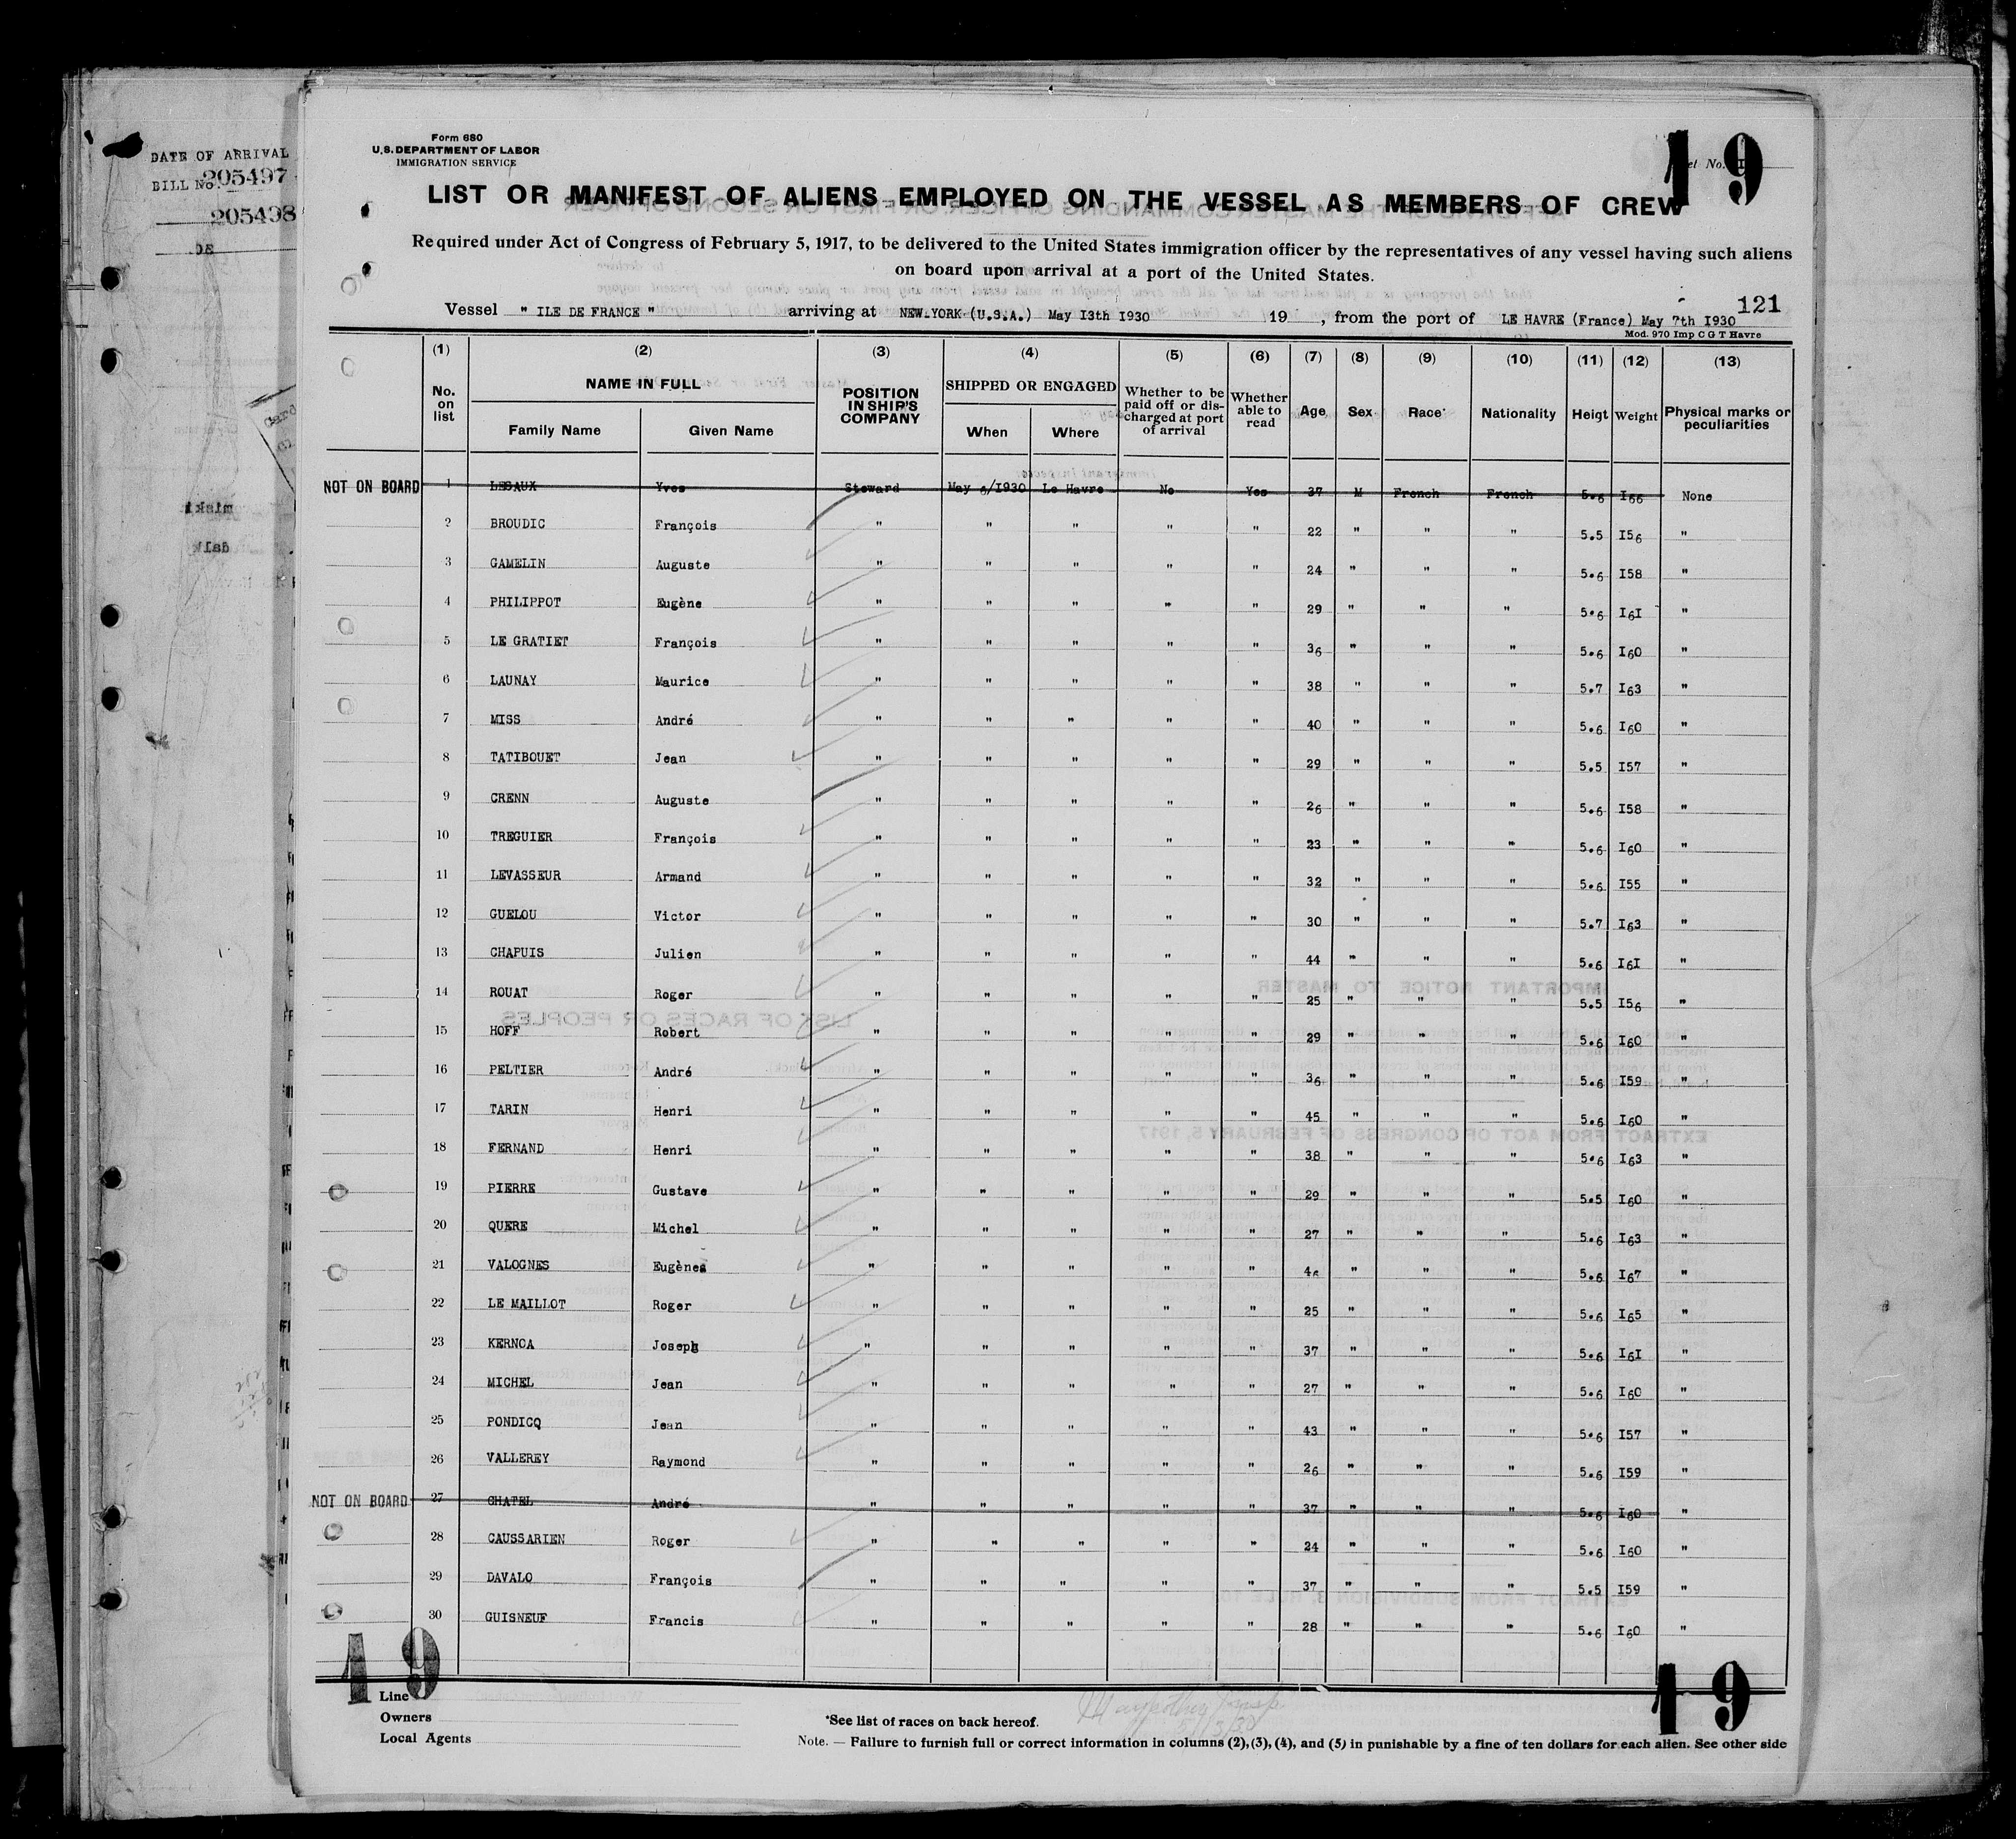 DATE OF ARRIVAL
BILL No. 205497
205498
Form 680
U.S. DEPARTMENT OF LABOR
IMMIGRATION SERVICE
19
LIST OR MANIFEST OF ALIENS EMPLOYED ON THE VESSEL AS MEMBERS OF CREW
Required under Act of Congress of February 5, 1917, to be delivered to the United States immigration officer by the representatives of any vessel having such aliens
on board upon arrival at a port of the United States.
121
Vessel " ILE DE FRANCE " arriving at NEW-YORK (U.S.A.) May I3th I930 19 , from the port of LE HAVRE (France) May 7th I930
Mod. 970 Imp C G T Havre
(1) (2) (3) (4) (5) (6) (7) (8) (9) (10) (11) (12) (13)
No. on list NAME IN FULL Family Name Given Name POSITION IN SHIP'S COMPANY SHIPPED OR ENGAGED When Where Whether to be paid off or discharged at port of arrival Whether able to read Age Sex Race* Nationality Heigt Weight Physical marks or peculiarities
NOT ON BOARD 1 LEBAUX Yves Steward May 6/I930 Le Havre No Yes 37 M French French 5.6 I66 None
2 BROUDIC François " " " " " 22 " " " 5.5 I56 "
3 GAMELIN Auguste " " " " " 24 " " " 5.6 I58 "
4 PHILIPPOT Eugène " " " " " 29 " " " 5.6 I6I "
5 LE GRATIET François " " " " " 36 " " " 5.6 I60 "
6 LAUNAY Maurice " " " " " 38 " " " 5.7 I63 "
7 MISS André " " " " " 40 " " " 5.6 I60 "
8 TATIBOUET Jean " " " " " 29 " " " 5.5 I57 "
9 CRENN Auguste " " " " " 26 " " " 5.6 I58 "
10 TREGUIER François " " " " " 23 " " " 5.6 I60 "
11 LEVASSEUR Armand " " " " " 32 " " " 5.6 I55 "
12 GUELOU Victor " " " " " 30 " " " 5.7 I63 "
13 CHAPUIS Julien " " " " " 44 " " " 5.6 I6I "
14 ROUAT Roger " " " " " 25 " " " 5.5 I56 "
15 HOFF Robert " " " " " 29 " " " 5.6 I60 "
16 PELTIER André " " " " " 36 " " " 5.6 I59 "
17 TARIN Henri " " " " " 45 " " " 5.6 I60 "
18 FERNAND Henri " " " " " 38 " " " 5.6 I63 "
19 PIERRE Gustave " " " " " 29 " " " 5.5 I60 "
20 QUERE Michel " " " " " 27 " " " 5.6 I63 "
21 VALOGNES Eugènes " " " " " " " " 5.6 I67 "
22 LE MAILLOT Roger " " " " " 25 " " " 5.6 I65 "
23 KERNOA Joseph " " " " " 37 " " " 5.6 I6I "
24 MICHEL Jean " " " " " 27 " " " 5.6 I60 "
25 PONDICQ Jean " " " " " 43 " " " 5.6 I57 "
26 VALLEREY Raymond " " " " " 26 " " " 5.6 I59 "
NOT ON BOARD 27 CHATEL André " " " " " 37 " " " 5.6 I60 "
28 CAUSSARIEN Roger " " " " " 24 " " " 5.6 I60 "
29 DAVALO François " " " " " 37 " " " 5.5 I59 "
30 GUISNEUF Francis " " " " " 28 " " " 5.6 I60 "
19
19
Line
Owners
Local Agents
*See list of races on back hereof.
Note. — Failure to furnish full or correct information in columns (2), (3), (4), and (5) in punishable by a fine of ten dollars for each alien. See other side